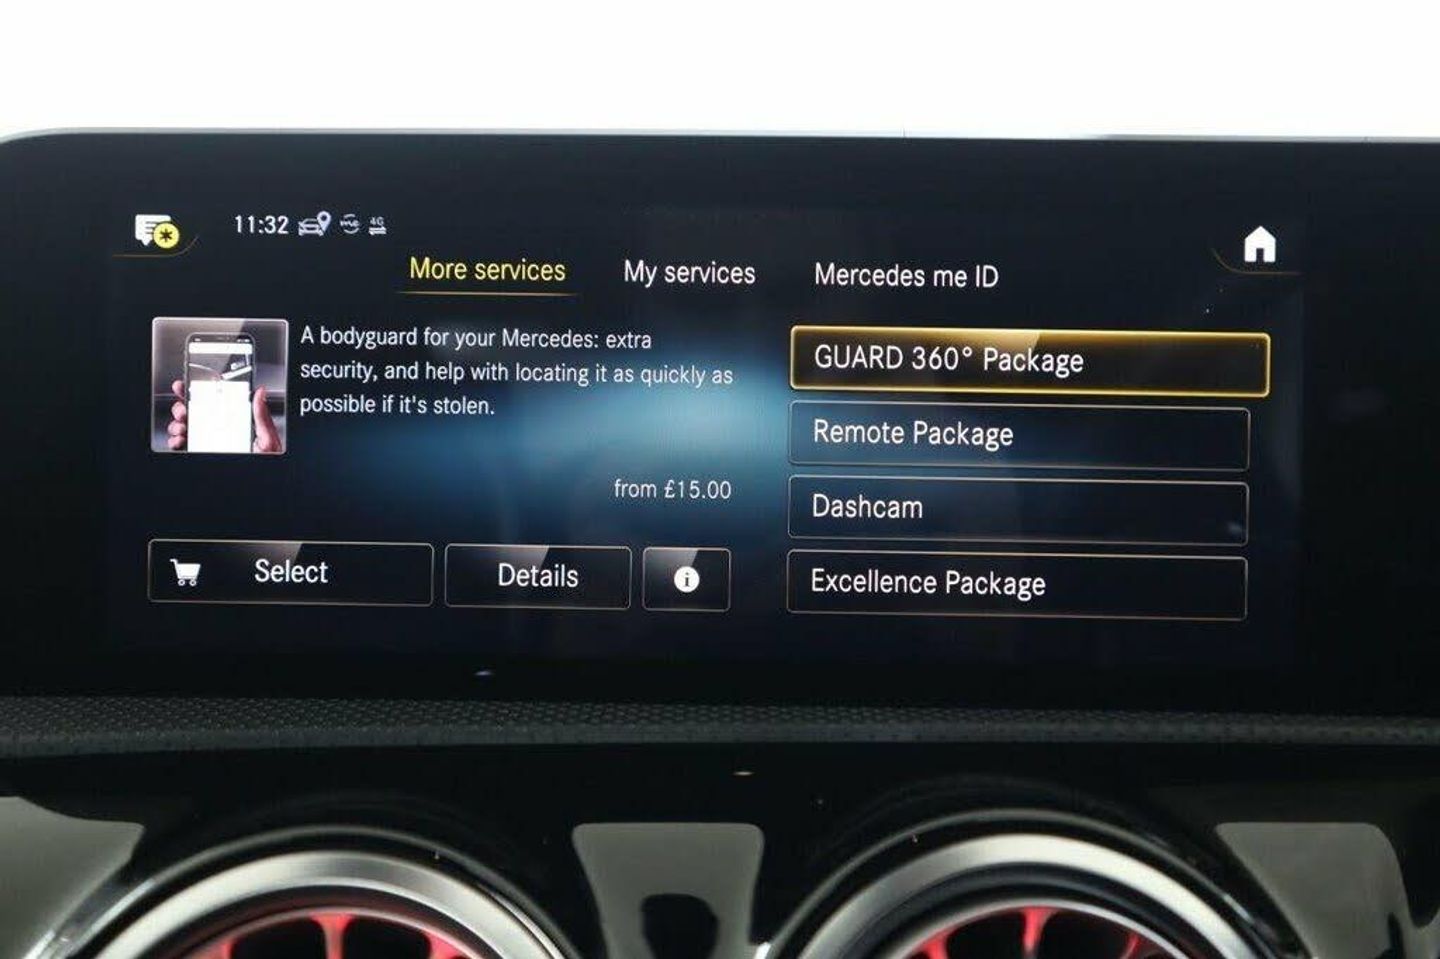 11:32
4G
More services
My services
Mercedes me ID
A bodyguard for your Mercedes: extra
security, and help with locating it as quickly as
possible if it's stolen.
from £15.00
Select
Details
i
GUARD 360° Package
Remote Package
Dashcam
Excellence Package